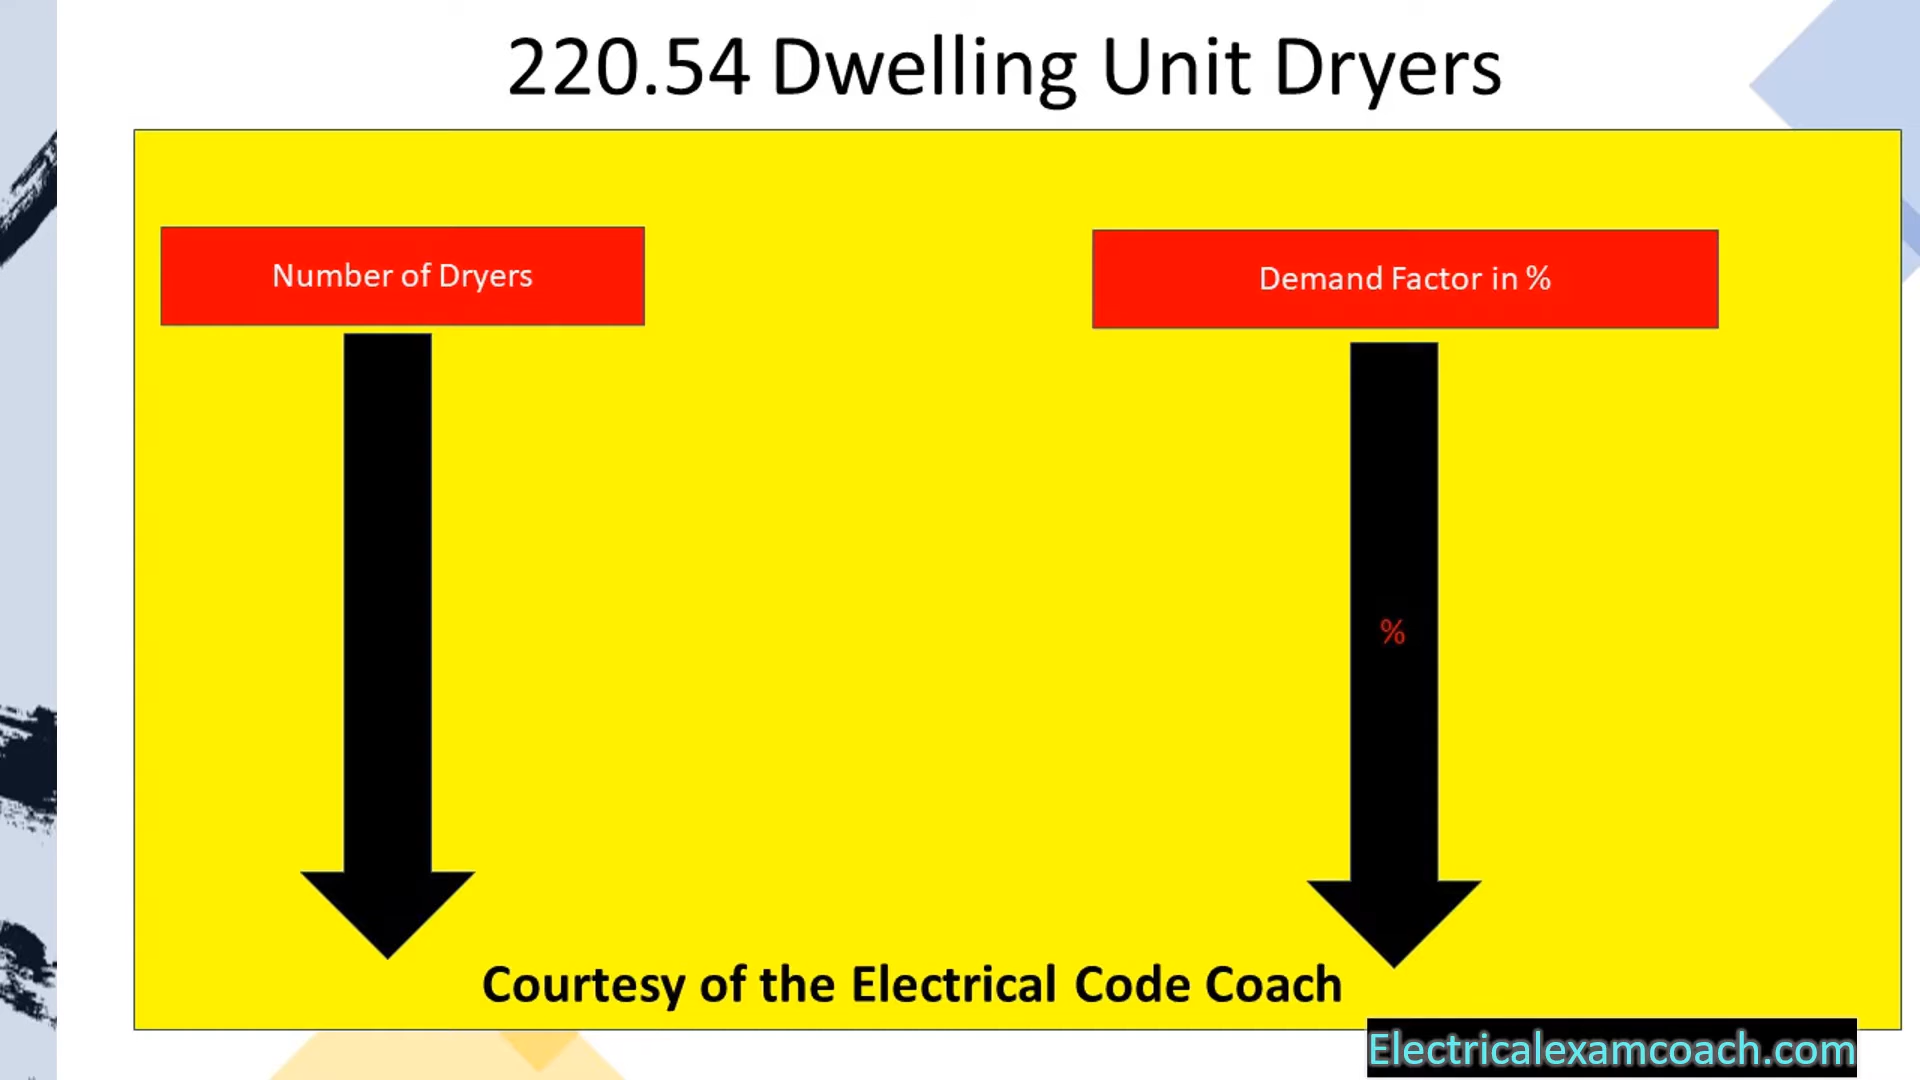 220.54 Dwelling Unit Dryers
Number of Dryers
Demand Factor in %
%
Courtesy of the Electrical Code Coach
Electricalexamcoach.com